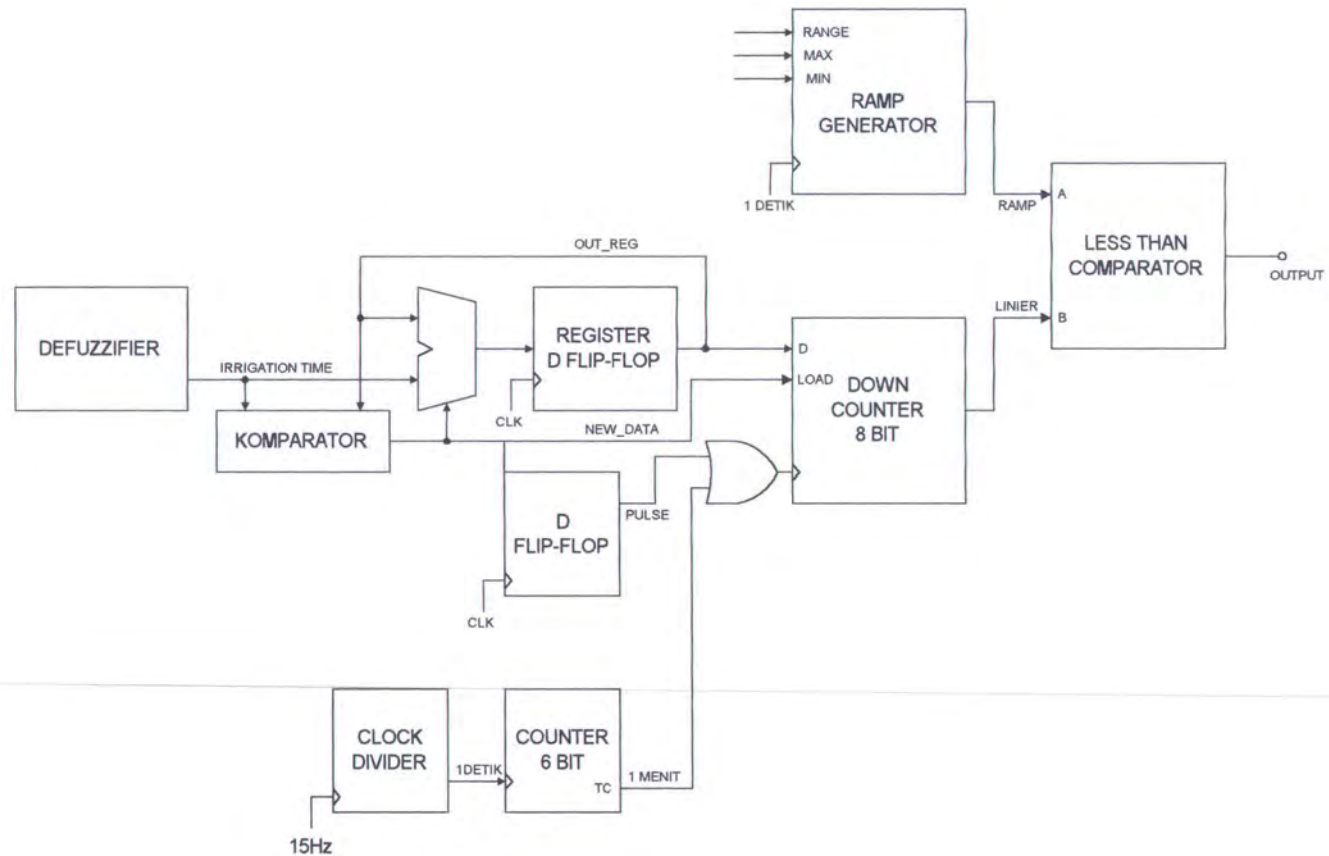 RANGE
MAX
MIN
RAMP
GENERATOR
1 DETIK
RAMP
A
LESS THAN
COMPARATOR
OUTPUT
LINIER
B
OUT_REG
DEFUZZIFIER
IRRIGATION TIME
REGISTER
D FLIP-FLOP
CLK
D
LOAD
DOWN
COUNTER
8 BIT
KOMPARATOR
NEW_DATA
D
FLIP-FLOP
PULSE
CLK
CLOCK
DIVIDER
1DETIK
COUNTER
6 BIT
TC
1 MENIT
15Hz